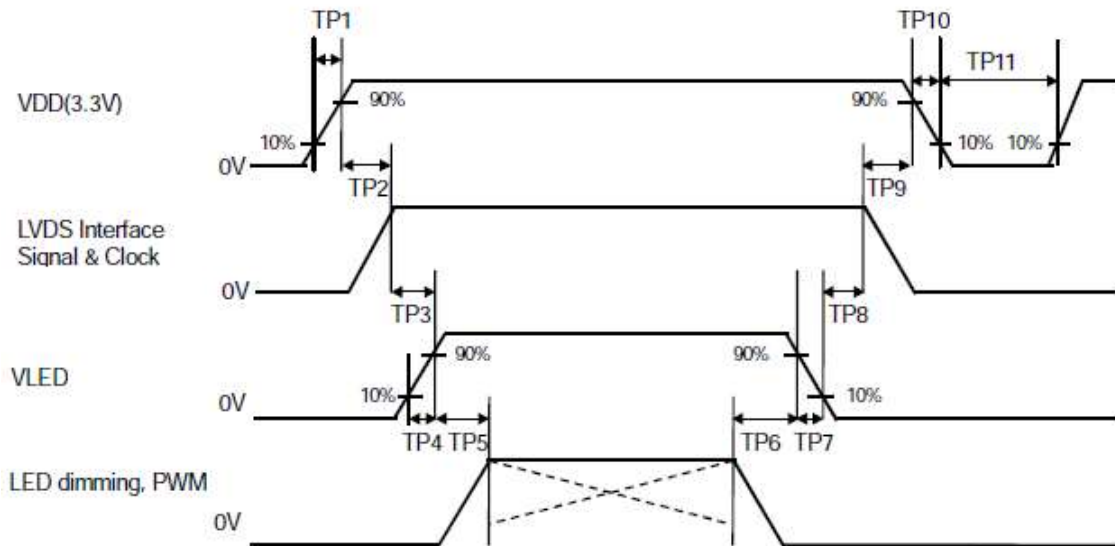 TP1
TP10
TP11
VDD(3.3V)
90%
90%
10%
10%
10%
0V
TP2
TP9
LVDS Interface
Signal & Clock
0V
TP3
TP8
90%
90%
VLED
10%
10%
0V
TP4
TP5
TP6
TP7
LED dimming, PWM
0V